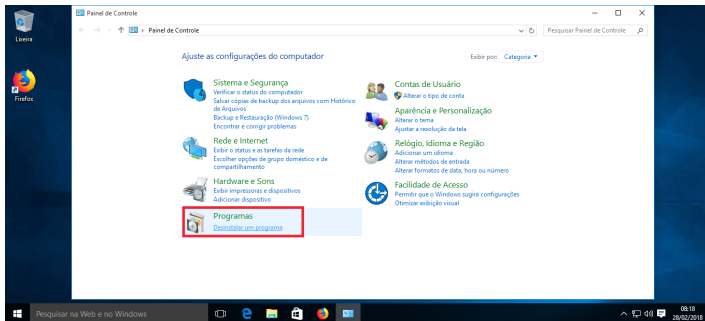 Painel de Controle
Lixeira
Firefox
Painel de Controle
Pesquisar Painel de Controle
Ajuste as configurações do computador
Exibir por: Categoria
Sistema e Segurança
Verificar o status do computador
Salvar cópias de backup dos arquivos com Histórico
de Arquivos
Backup e Restauração (Windows 7)
Encontrar e corrigir problemas
Rede e Internet
Exibir o status e as tarefas da rede
Escolher opções de grupo doméstico e de
compartilhamento
Hardware e Sons
Exibir impressoras e dispositivos
Adicionar dispositivo
Programas
Desinstalar um programa
Contas de Usuário
Alterar o tipo de conta
Aparência e Personalização
Alterar o tema
Ajustar a resolução da tela
Relógio, Idioma e Região
Adicionar um idioma
Alterar métodos de entrada
Alterar formatos de data, hora ou número
Facilidade de Acesso
Permitir que o Windows sugira configurações
Otimizar exibição visual
Pesquisar na Web e no Windows
08:18
28/02/2018